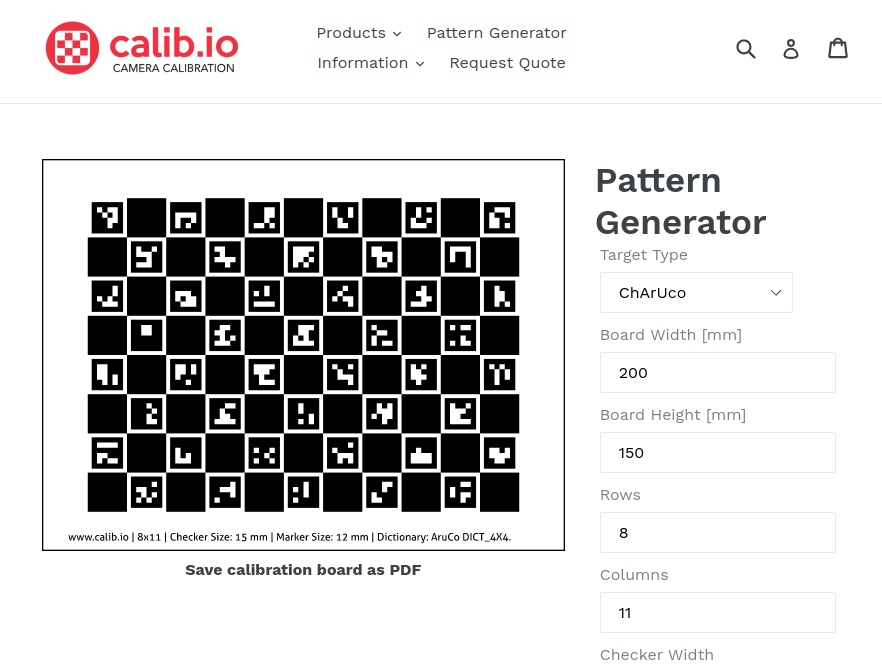 calib.io
CAMERA CALIBRATION
Products
Pattern Generator
Information
Request Quote
www.calib.io | 8x11 | Checker Size: 15 mm | Marker Size: 12 mm | Dictionary: AruCo DICT_4X4.
Save calibration board as PDF
Pattern
Generator
Target Type
ChArUco
Board Width [mm]
200
Board Height [mm]
150
Rows
8
Columns
11
Checker Width